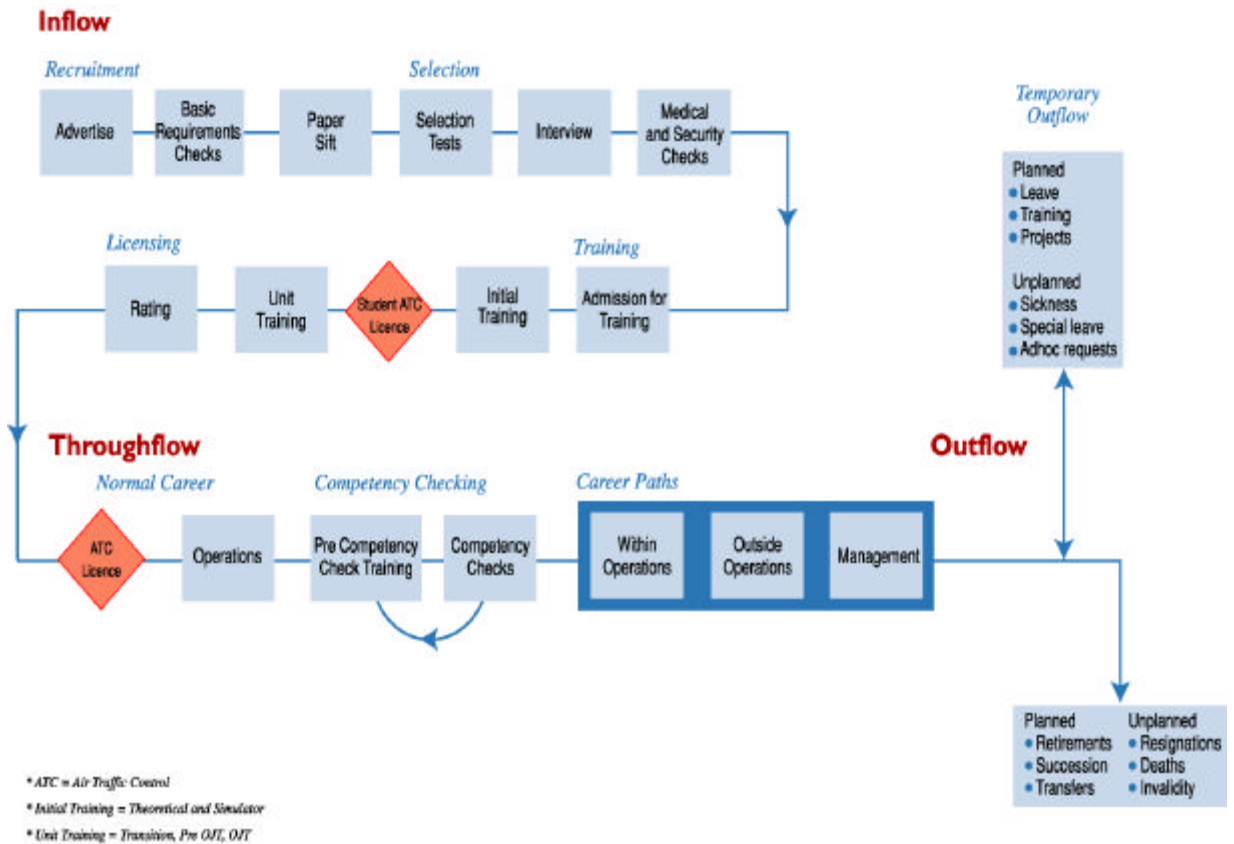 Inflow
Recruitment
Selection
Advertise
Basic
Requirements
Checks
Paper
Sift
Selection
Tests
Interview
Medical
and Security
Checks
Temporary
Outflow
Planned
Leave
Training
Projects
Unplanned
Sickness
Special leave
Adhoc requests
Licensing
Training
Rating
Unit
Training
Student ATC
Licence
Initial
Training
Admission for
Training
Throughflow
Outflow
Normal Career
Competency Checking
Career Paths
ATC
Licence
Operations
Pre Competency
Check Training
Competency
Checks
Within
Operations
Outside
Operations
Management
Planned
Retirements
Succession
Transfers
Unplanned
Resignations
Deaths
Invalidity
* ATC = Air Traffic Control
* Initial Training = Theoretical and Simulator
* Unit Training = Transition, Pre OJT, OJT